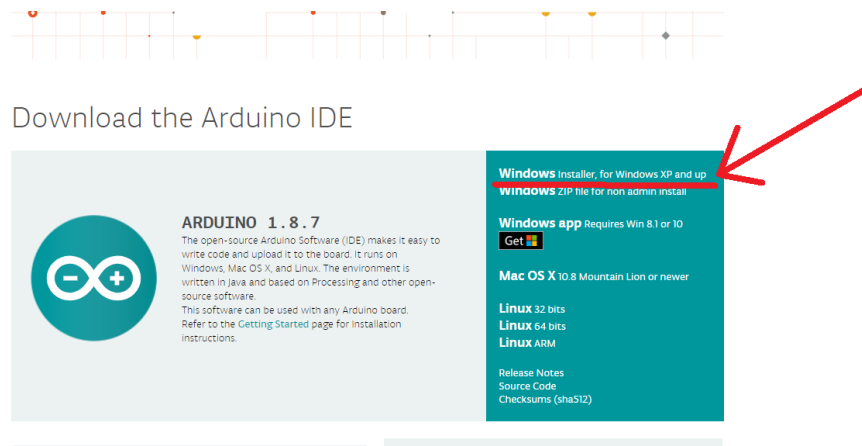 Download the Arduino IDE
ARDUINO 1.8.7
The open-source Arduino Software (IDE) makes it easy to
write code and upload it to the board. It runs on
Windows, Mac OS X, and Linux. The environment is
written in Java and based on Processing and other open-
source software.
This software can be used with any Arduino board.
Refer to the Getting Started page for Installation
instructions.
Windows Installer, for Windows XP and up
Windows ZIP file for non admin install
Windows app Requires Win 8.1 or 10
Get
Mac OS X 10.8 Mountain Lion or newer
Linux 32 bits
Linux 64 bits
Linux ARM
Release Notes
Source Code
Checksums (sha512)